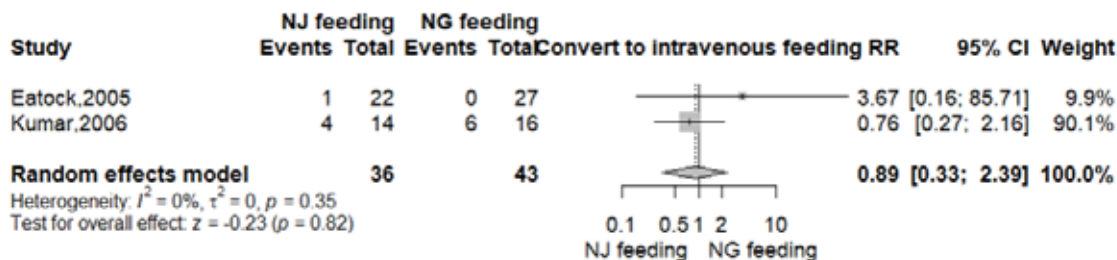 NJ feeding NG feeding
Study Events Total Events Total Convert to intravenous feeding RR 95% CI Weight
Eatock,2005 1 22 0 27 3.67 [0.16; 85.71] 9.9%
Kumar,2006 4 14 6 16 0.76 [0.27; 2.16] 90.1%
Random effects model 36 43 0.89 [0.33; 2.39] 100.0%
Heterogeneity: I² = 0%, τ² = 0, p = 0.35
Test for overall effect: z = -0.23 (p = 0.82)
0.1 0.5 1 2 10
NJ feeding NG feeding